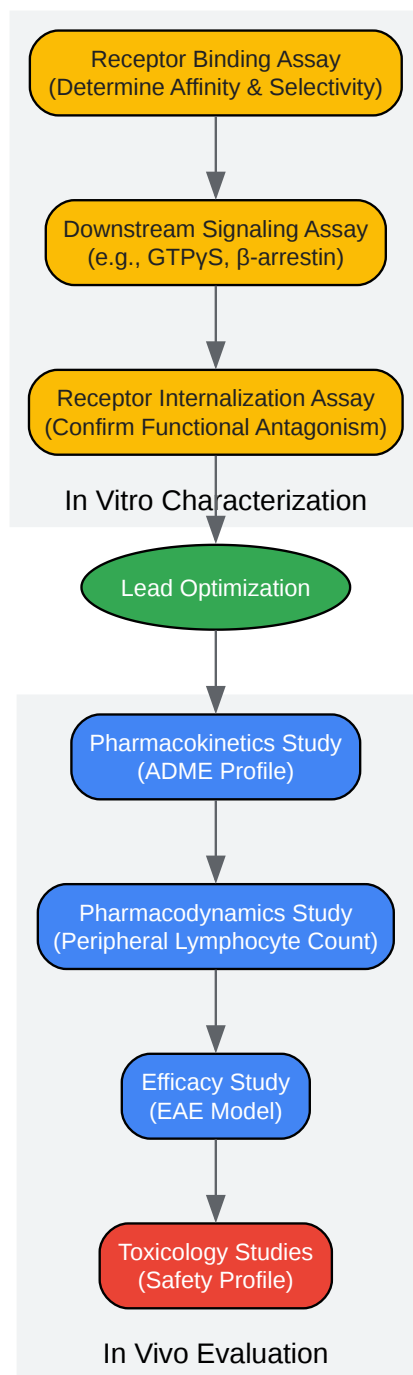 Receptor Binding Assay
(Determine Affinity & Selectivity)
Downstream Signaling Assay
(e.g., GTPγS, β-arrestin)
Receptor Internalization Assay
(Confirm Functional Antagonism)
In Vitro Characterization
Lead Optimization
Pharmacokinetics Study
(ADME Profile)
Pharmacodynamics Study
(Peripheral Lymphocyte Count)
Efficacy Study
(EAE Model)
Toxicology Studies
(Safety Profile)
In Vivo Evaluation